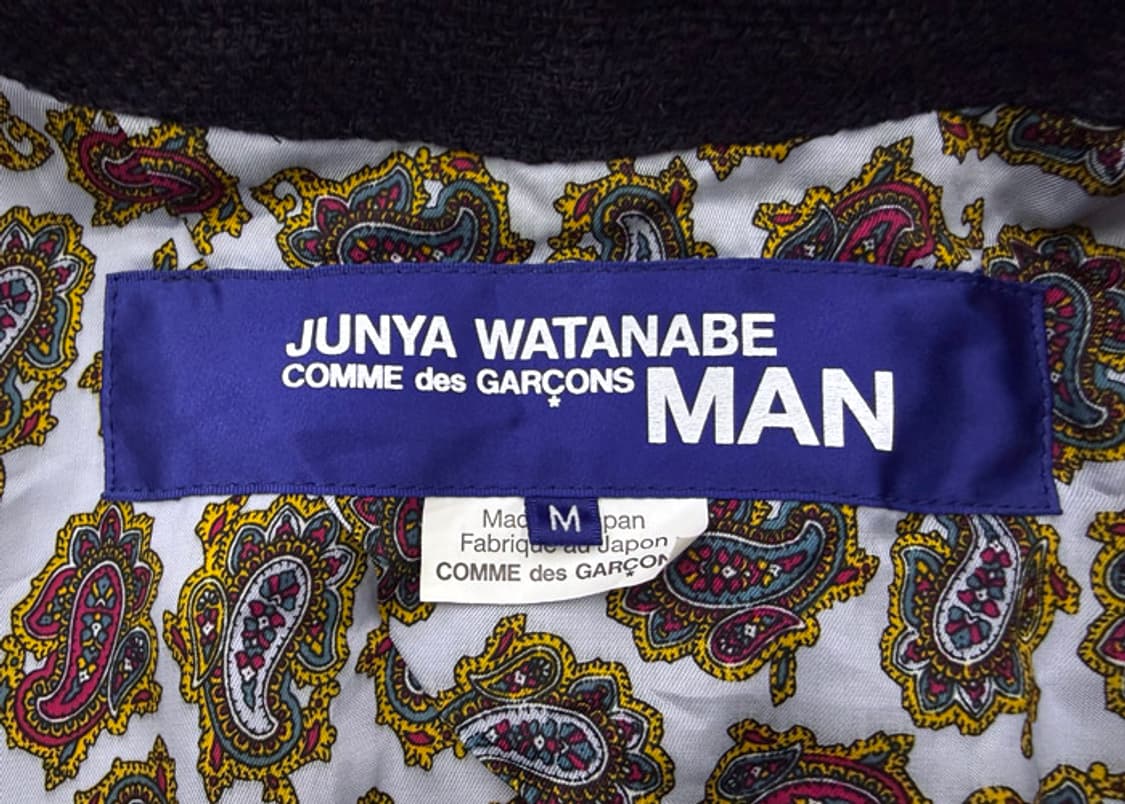 JUNYA WATANABE
COMME des GARÇONS MAN
M
Fabrique au Japon
COMME des GARÇON